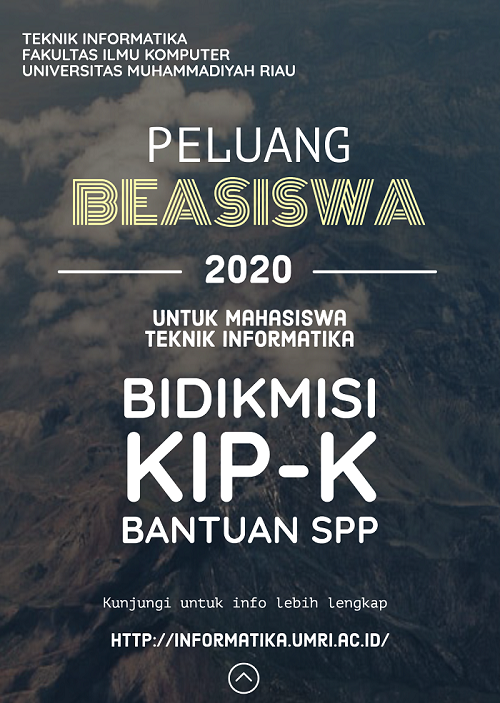 TEKNIK INFORMATIKA
FAKULTAS ILMU KOMPUTER
UNIVERSITAS MUHAMMADIYAH RIAU
PELUANG
BEASISWA
2020
UNTUK MAHASISWA
TEKNIK INFORMATIKA
BIDIKMISI
KIP-K
BANTUAN SPP
Kunjungi untuk info lebih lengkap
HTTP://INFORMATIKA.UMRI.AC.ID/